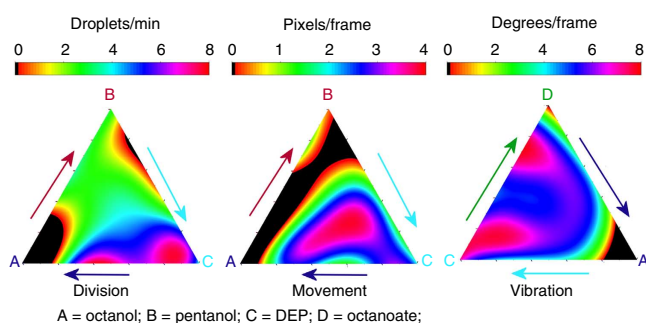 Droplets/min Pixels/frame Degrees/frame
0 2 4 6 8 0 1 2 3 4 0 2 4 6 8
B B D
A C A C C A
Division Movement Vibration
A = octanol; B = pentanol; C = DEP; D = octanoate;